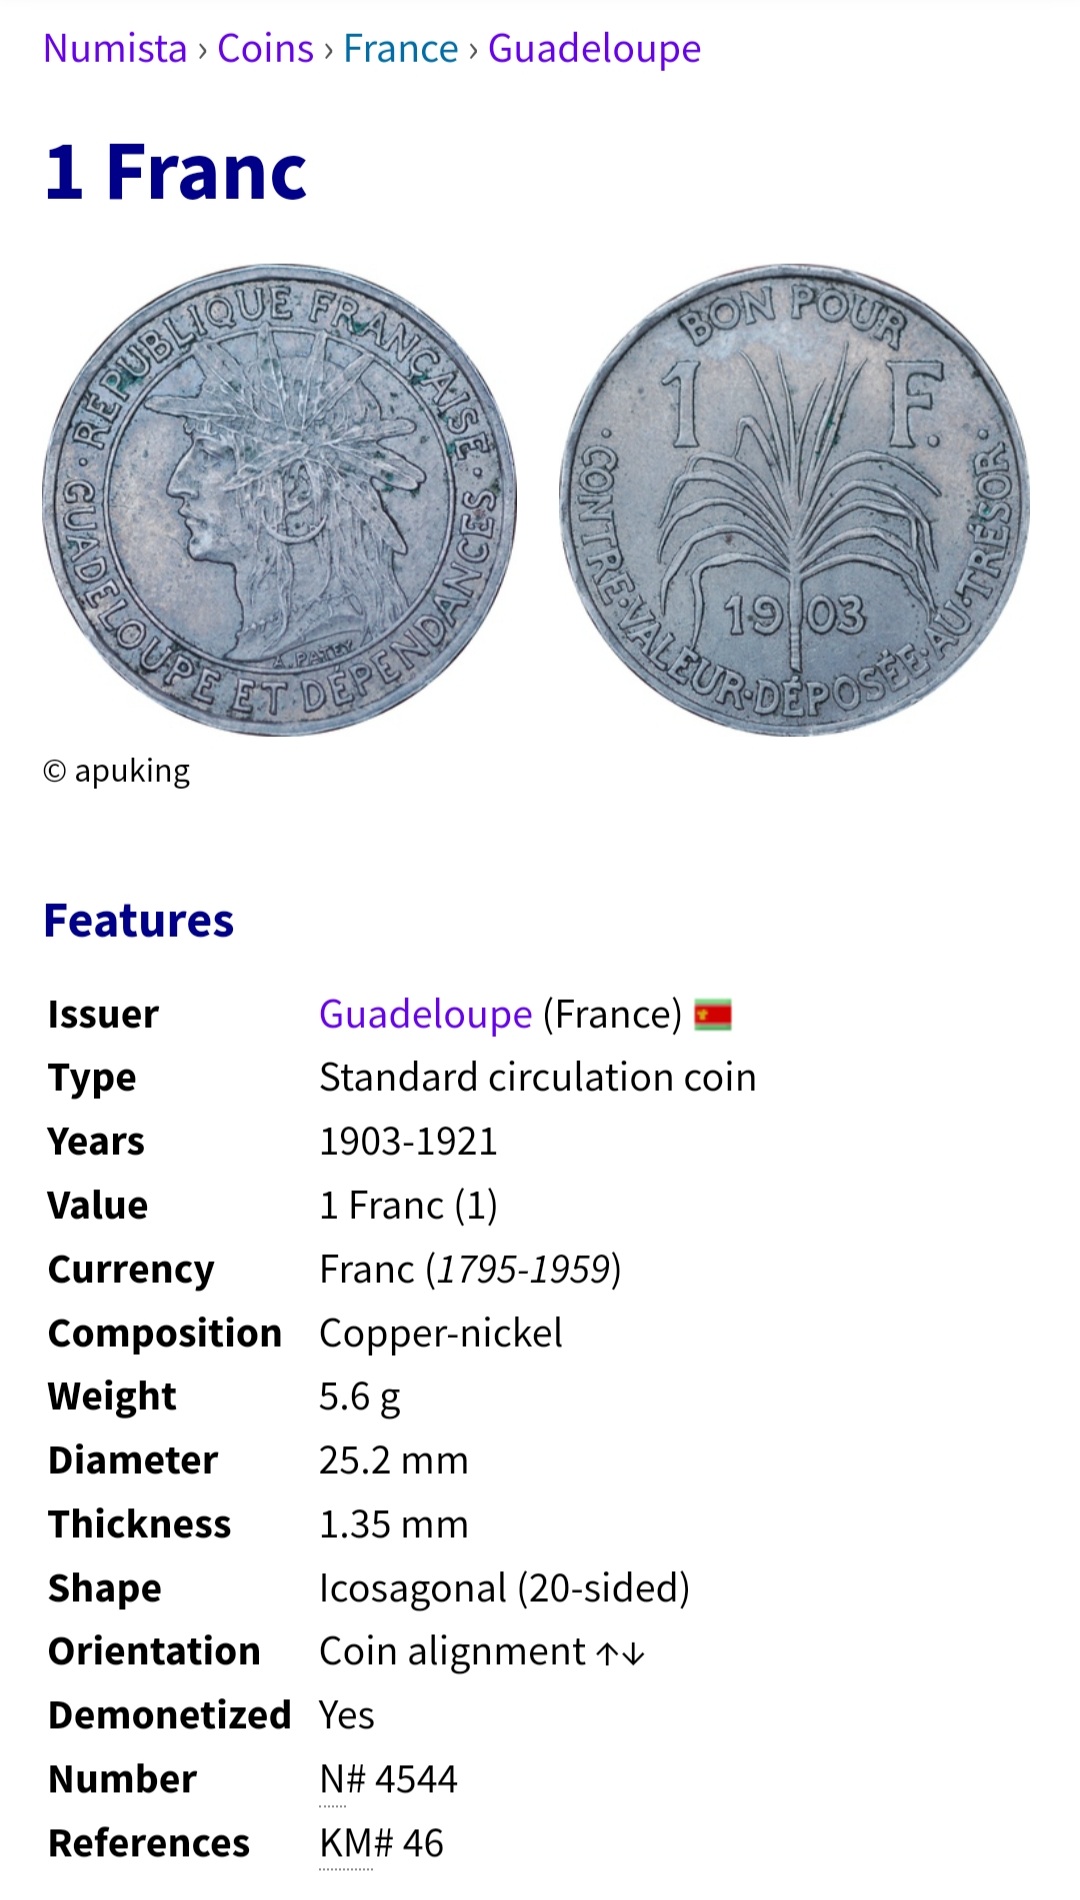 Numista › Coins › France › Guadeloupe
1 Franc
RÉPUBLIQUE FRANÇAISE
GUADELOUPE ET DÉPENDANCES
A. PATEY
BON POUR
1 F.
1903
CONTRE·VALEUR·DÉPOSÉE·AU·TRÉSOR
© apuking
Features
Issuer Guadeloupe (France)
Type Standard circulation coin
Years 1903-1921
Value 1 Franc (1)
Currency Franc (1795-1959)
Composition Copper-nickel
Weight 5.6 g
Diameter 25.2 mm
Thickness 1.35 mm
Shape Icosagonal (20-sided)
Orientation Coin alignment ↑↓
Demonetized Yes
Number N# 4544
References KM# 46